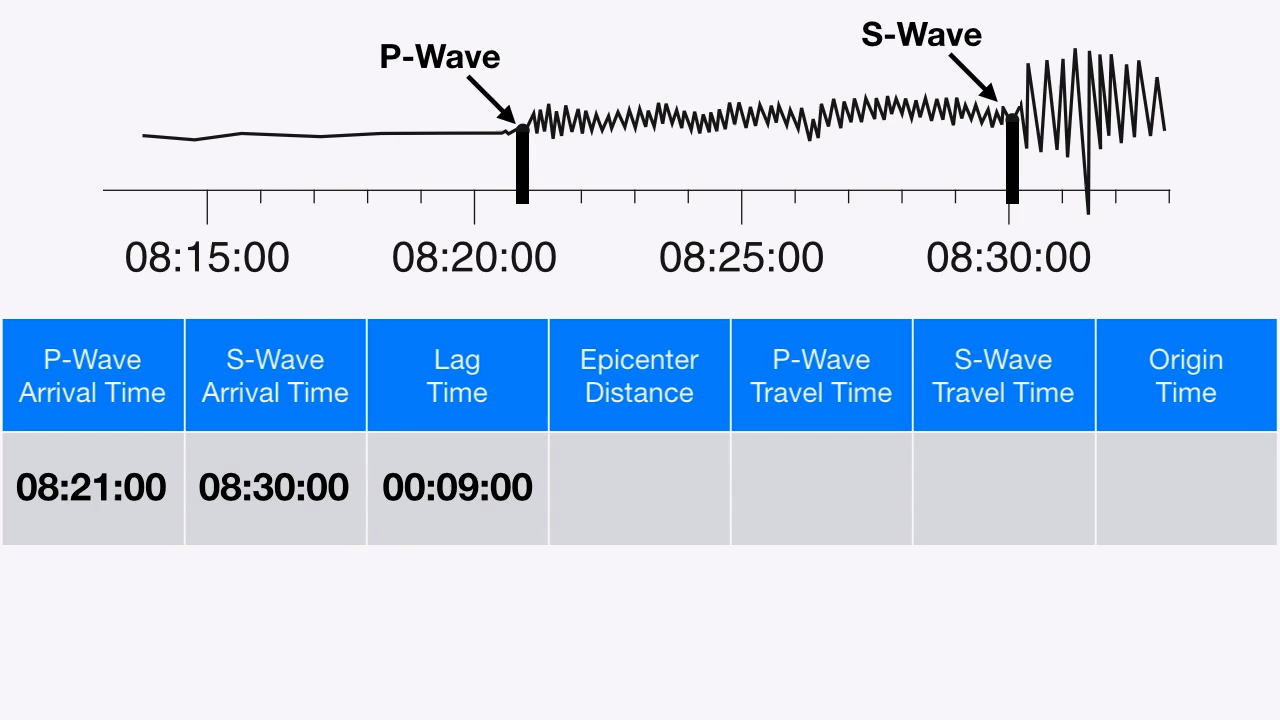 S-Wave
P-Wave
08:15:00 08:20:00 08:25:00 08:30:00
P-Wave
Arrival Time
S-Wave
Arrival Time
Lag
Time
Epicenter
Distance
P-Wave
Travel Time
S-Wave
Travel Time
Origin
Time
08:21:00 08:30:00 00:09:00